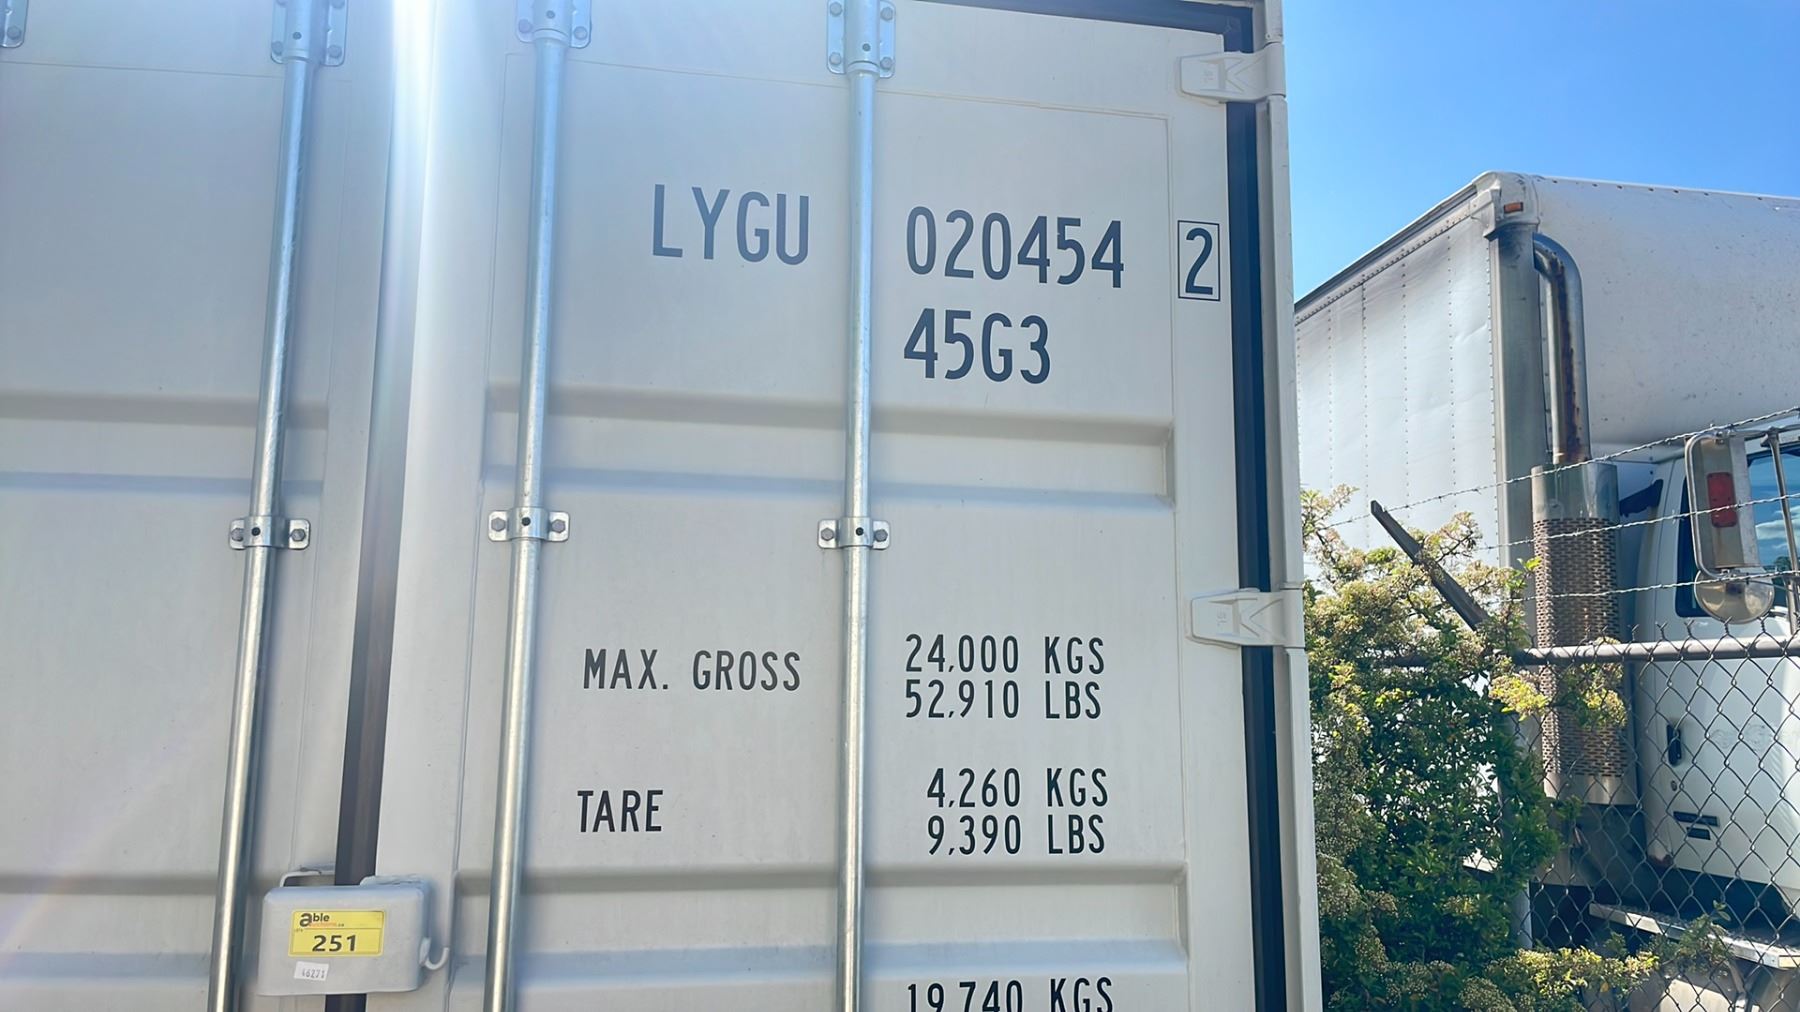 LYGU 020454 2
45G3
MAX. GROSS 24,000 KGS
52,910 LBS
TARE 4,260 KGS
9,390 LBS
19,740 KGS
able
251